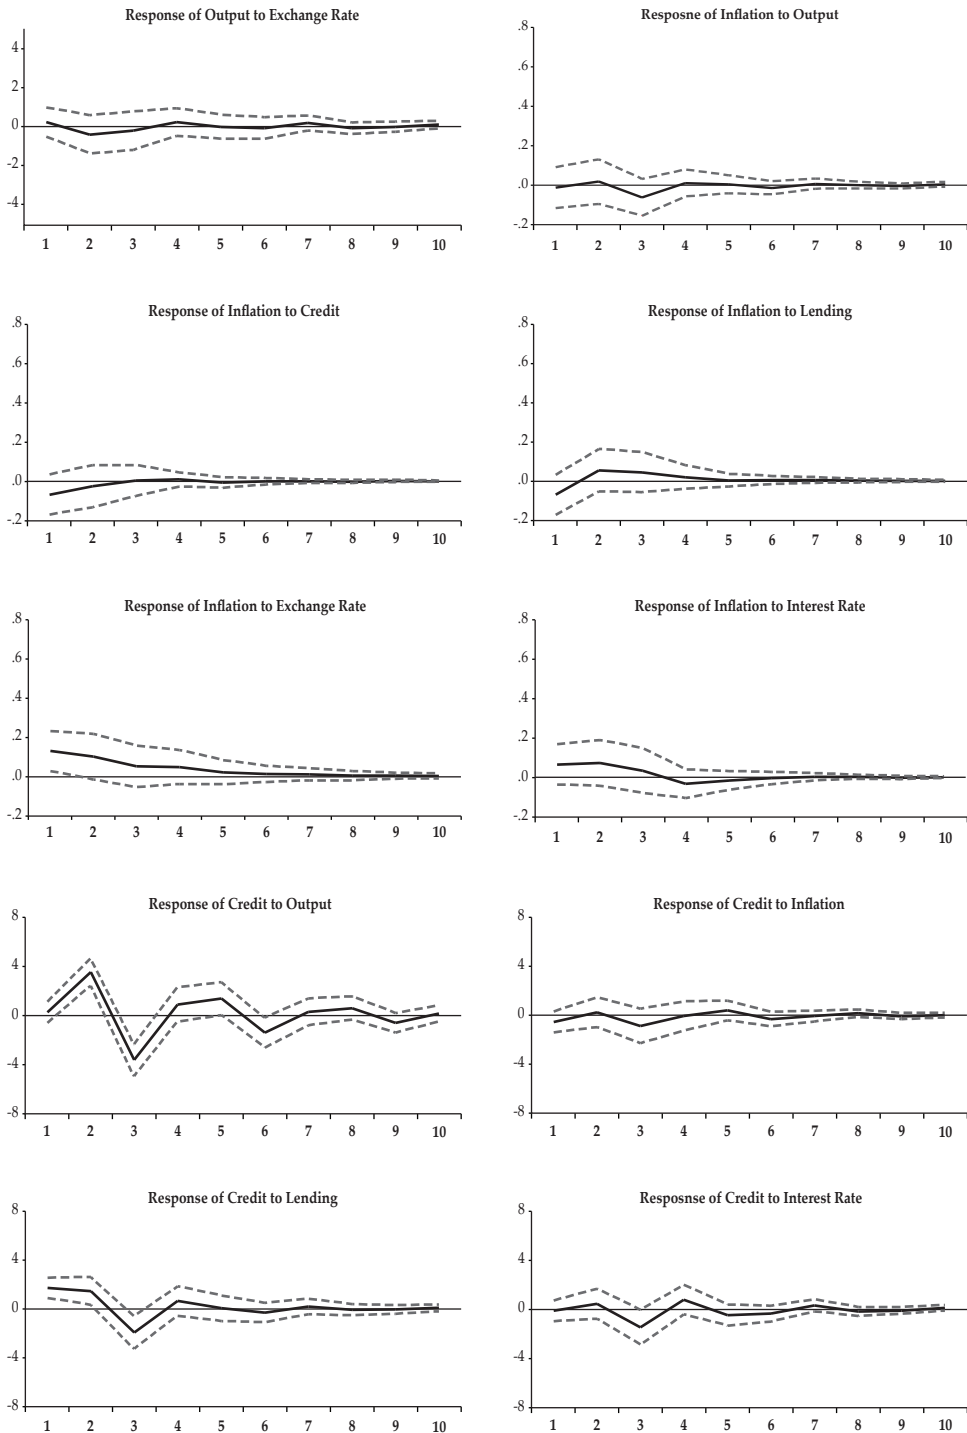 Response of Output to Exchange Rate
4
2
0
-2
-4
1 2 3 4 5 6 7 8 9 10
Resposne of Inflation to Output
.8
.6
.4
.2
.0
-.2
1 2 3 4 5 6 7 8 9 10
Response of Inflation to Credit
.8
.6
.4
.2
.0
-.2
1 2 3 4 5 6 7 8 9 10
Response of Inflation to Lending
.8
.6
.4
.2
.0
-.2
1 2 3 4 5 6 7 8 9 10
Response of Inflation to Exchange Rate
.8
.6
.4
.2
.0
-.2
1 2 3 4 5 6 7 8 9 10
Response of Inflation to Interest Rate
.8
.6
.4
.2
.0
-.2
1 2 3 4 5 6 7 8 9 10
Response of Credit to Output
8
4
0
-4
-8
1 2 3 4 5 6 7 8 9 10
Response of Credit to Inflation
8
4
0
-4
-8
1 2 3 4 5 6 7 8 9 10
Response of Credit to Lending
8
4
0
-4
-8
1 2 3 4 5 6 7 8 9 10
Resposnse of Credit to Interest Rate
8
4
0
-4
-8
1 2 3 4 5 6 7 8 9 10